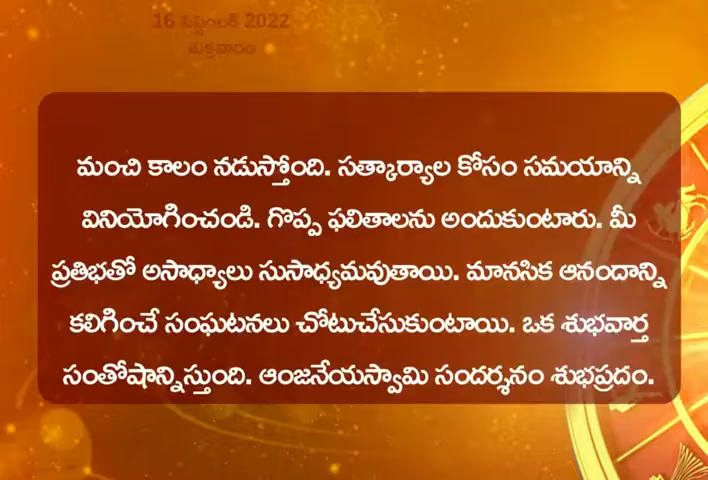 16 సెప్టెంబర్ 2022
శుక్రవారం
మంచి కాలం నడుస్తోంది. సత్కార్యాల కోసం సమయాన్ని
వినియోగించండి. గొప్ప ఫలితాలను అందుకుంటారు. మీ
ప్రతిభతో అసాధ్యాలు సుసాధ్యమవుతాయి. మానసిక ఆనందాన్ని
కలిగించే సంఘటనలు చోటుచేసుకుంటాయి. ఒక శుభవార్త
సంతోషాన్నిస్తుంది. ఆంజనేయస్వామి సందర్శనం శుభప్రదం.